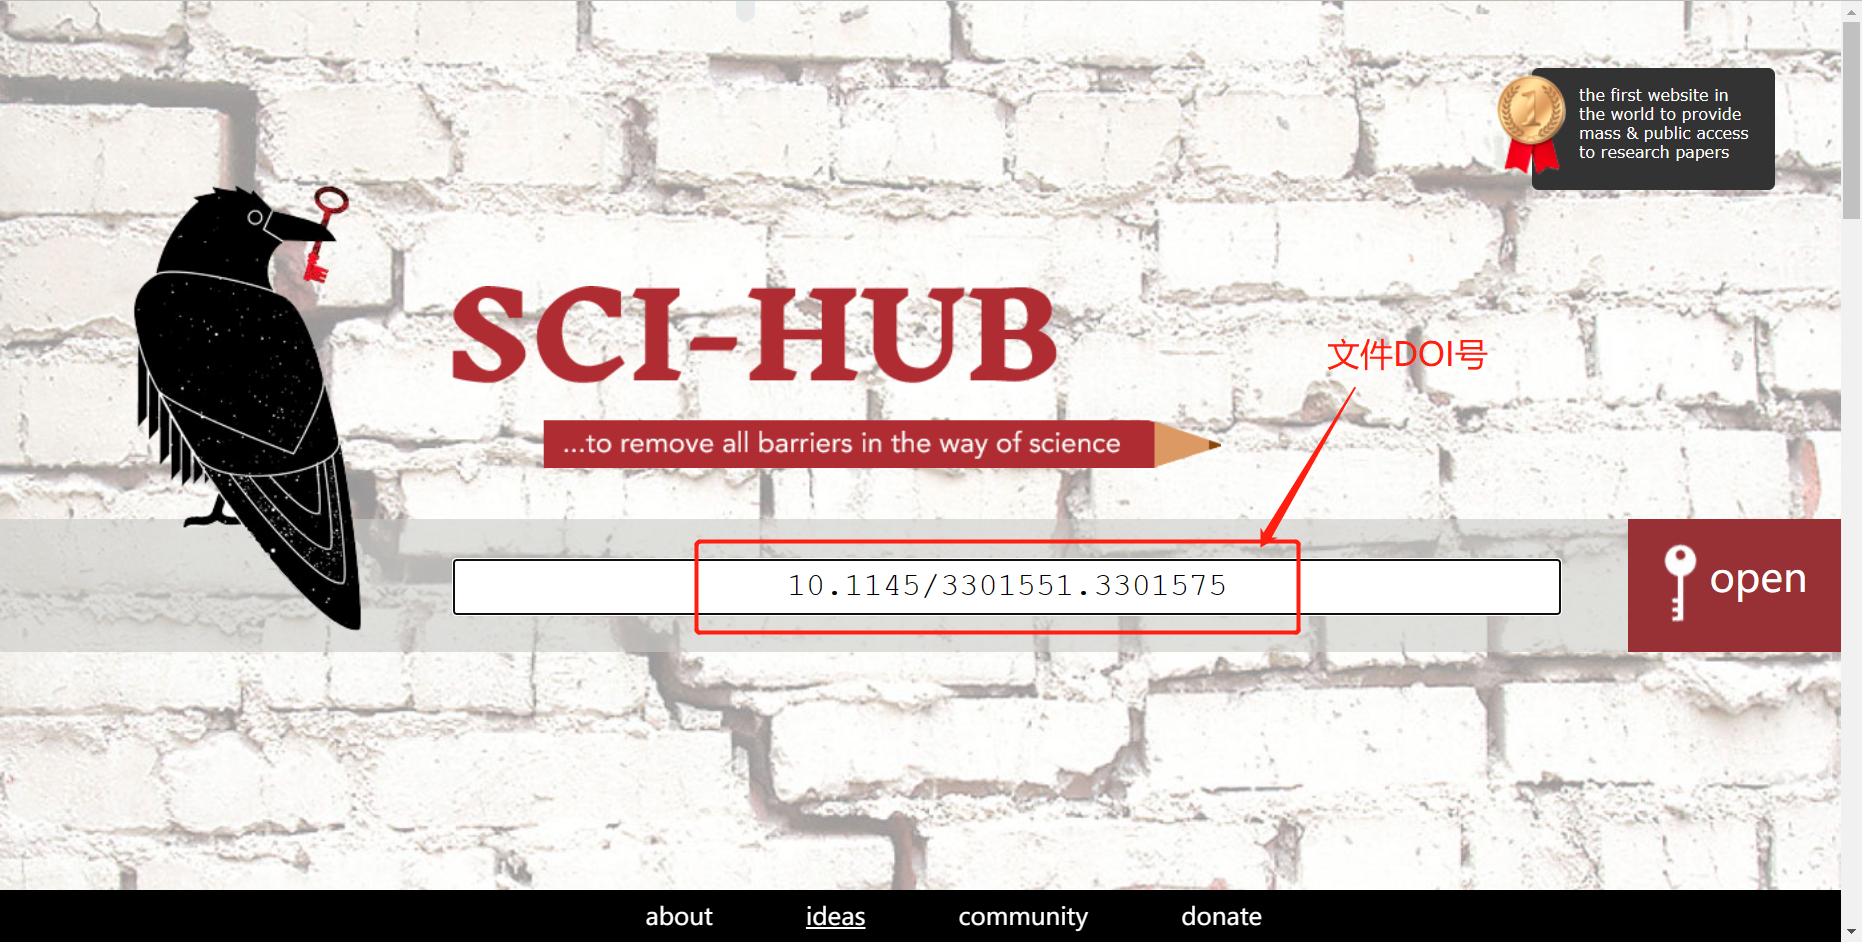 the first website in
the world to provide
mass & public access
to research papers
1
SCI-HUB
...to remove all barriers in the way of science
文件DOI号
10.1145/3301551.3301575
open
about
ideas
community
donate